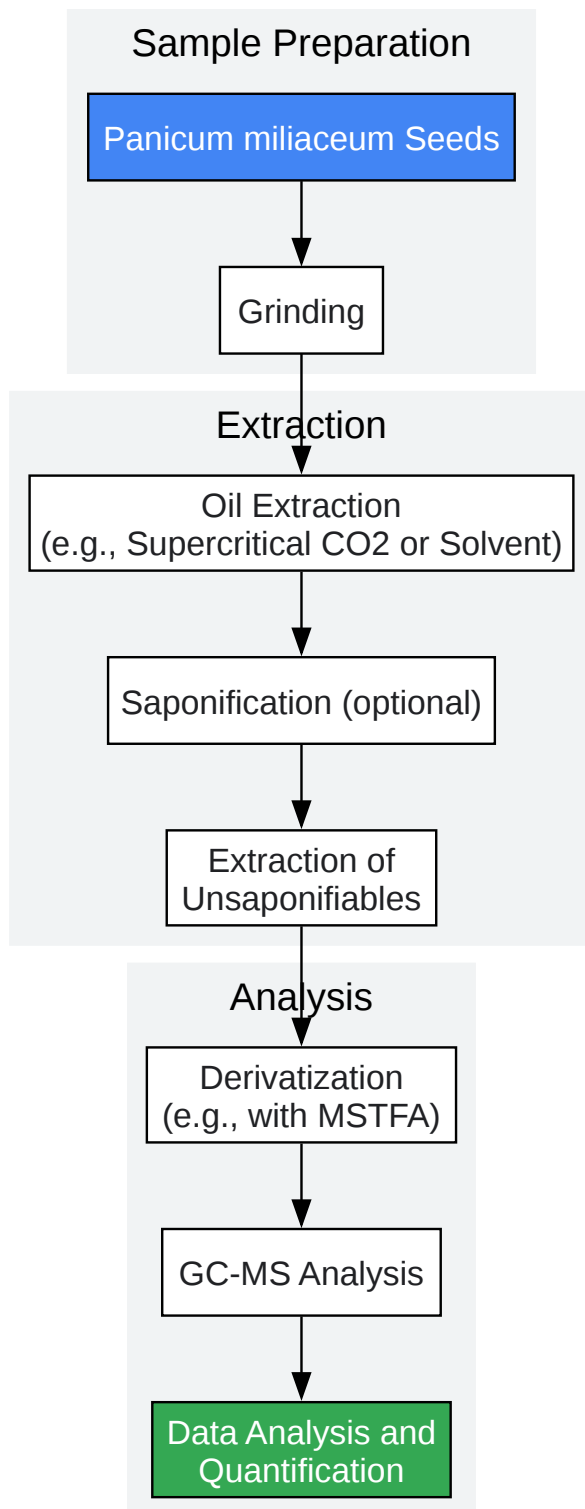 Sample Preparation
Panicum miliaceum Seeds
Grinding
Extraction
Oil Extraction
(e.g., Supercritical CO2 or Solvent)
Saponification (optional)
Extraction of
Unsaponifiables
Analysis
Derivatization
(e.g., with MSTFA)
GC-MS Analysis
Data Analysis and
Quantification